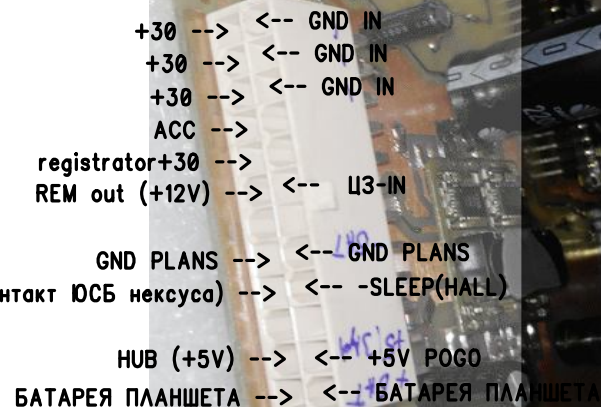 +30 --> <-- GND IN
+30 --> <-- GND IN
+30 --> <-- GND IN
ACC -->
registrator+30 -->
REM out (+12V) --> <-- ЦЗ-IN
GND PLANS --> <-- GND PLANS
нтакт ЮСБ нексуса) --> <-- -SLEEP(HALL)
HUB (+5V) --> <-- +5V POGO
БАТАРЕЯ ПЛАНШЕТА --> <-- БАТАРЕЯ ПЛАНШЕТА